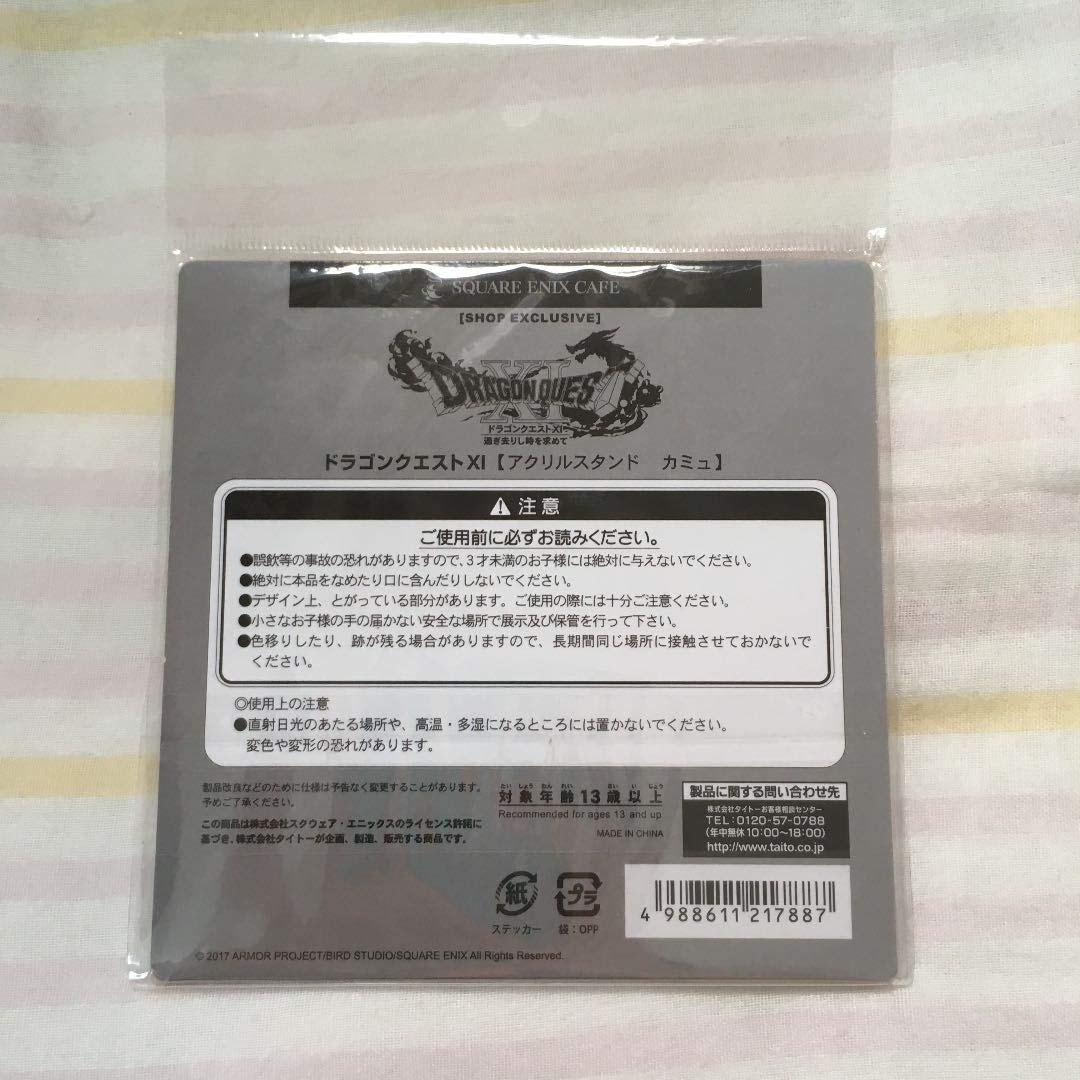 SQUARE ENIX CAFE
[SHOP EXCLUSIVE]
DRAGON QUEST
XI
ドラゴンクエストXI
過ぎ去りし時を求めて
ドラゴンクエストXI【アクリルスタンド　カミュ】
⚠注意
ご使用前に必ずお読みください。
●誤飲等の事故の恐れがありますので、3才未満のお子様には絶対に与えないでください。
●絶対に本品をなめたり口に含んだりしないでください。
●デザイン上、とがっている部分があります。ご使用の際には十分ご注意ください。
●小さなお子様の手の届かない安全な場所で展示及び保管を行って下さい。
●色移りしたり、跡が残る場合がありますので、長期間同じ場所に接触させておかないで
ください。
◎使用上の注意
●直射日光のあたる場所や、高温・多湿になるところには置かないでください。
変色や変形の恐れがあります。
製品改良などのために仕様は予告なく変更することがあります。
予めご了承ください。
この商品は株式会社スクウェア・エニックスのライセンス許諾に
基づき、株式会社タイトーが企画、製造、販売する商品です。
たいしょうねんれい さいいじょう
対象年齢13歳以上
Recommended for ages 13 and up
MADE IN CHINA
製品に関する問い合わせ先
株式会社タイトーお客様相談センター
TEL:0120-57-0788
(年中無休10:00〜18:00)
http://www.taito.co.jp
紙
ステッカー
プラ
袋:OPP
4 988611 217887
© 2017 ARMOR PROJECT/BIRD STUDIO/SQUARE ENIX All Rights Reserved.